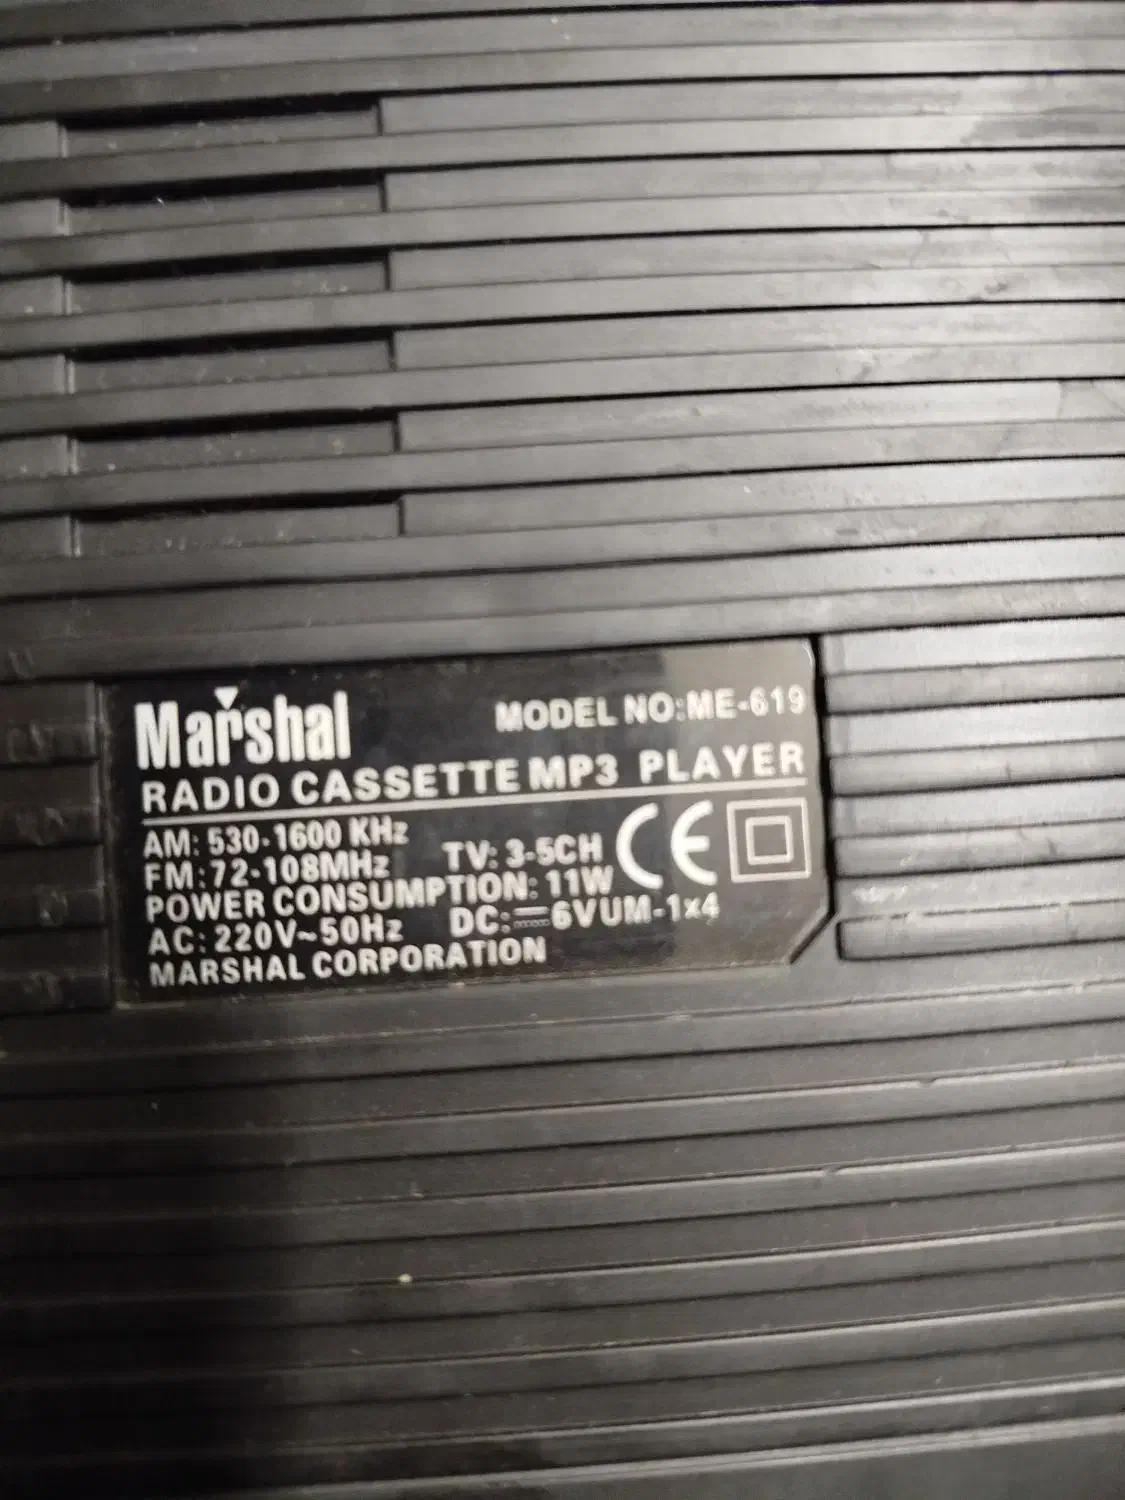 Marshal MODEL NO:ME-619
RADIO CASSETTE MP3 PLAYER
AM: 530-1600 KHz
FM:72-108MHz TV: 3-5CH CE
POWER CONSUMPTION: 11W
AC: 220V~50Hz DC: 6VUM-1x4
MARSHAL CORPORATION